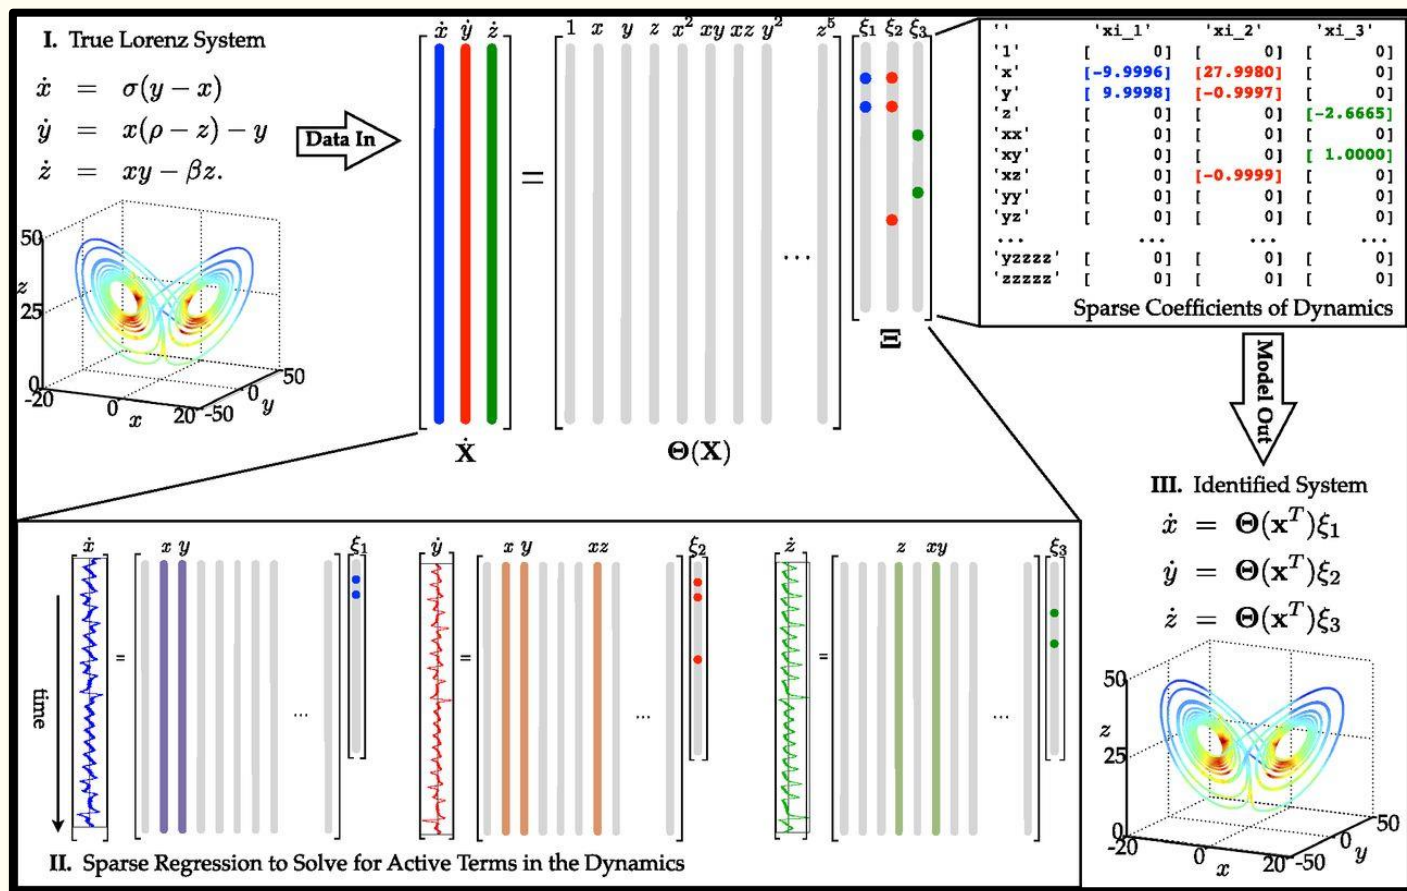 I. True Lorenz System
ẋ = σ(y − x)
ẏ = x(ρ − z) − y
ż = xy − βz.
Data In
50
z
25
0
-20
0
x
20
-50
0
y
50
ẋ ẏ ż
Ẋ
=
1 x y z x² xy xz y² z⁵
...
Θ(X)
ξ₁ ξ₂ ξ₃
Ξ
'' 'xi_1' 'xi_2' 'xi_3'
'1' [ 0] [ 0] [ 0]
'x' [-9.9996] [27.9980] [ 0]
'y' [ 9.9998] [-0.9997] [ 0]
'z' [ 0] [ 0] [-2.6665]
'xx' [ 0] [ 0] [ 0]
'xy' [ 0] [ 0] [ 1.0000]
'xz' [ 0] [-0.9999] [ 0]
'yy' [ 0] [ 0] [ 0]
'yz' [ 0] [ 0] [ 0]
... ... ... ...
'yzzzz' [ 0] [ 0] [ 0]
'zzzzz' [ 0] [ 0] [ 0]
Sparse Coefficients of Dynamics
Model Out
time
ẋ = x y ... ξ₁
ẏ = x y xz ... ξ₂
ż = z xy ... ξ₃
II. Sparse Regression to Solve for Active Terms in the Dynamics
III. Identified System
ẋ = Θ(xᵀ)ξ₁
ẏ = Θ(xᵀ)ξ₂
ż = Θ(xᵀ)ξ₃
50
z
25
0
-20
0
x
20
-50
0
y
50